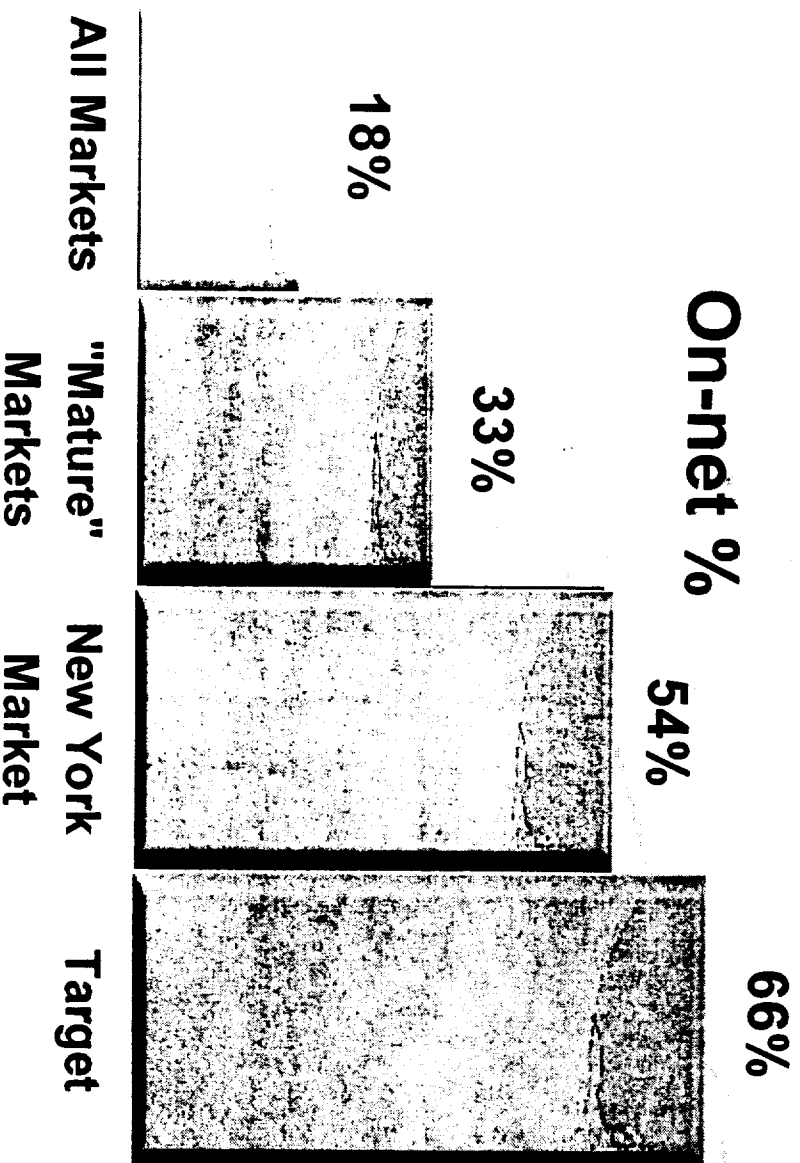 On-net %
18%
33%
54%
66%
All Markets
"Mature"
Markets
New York
Market
Target